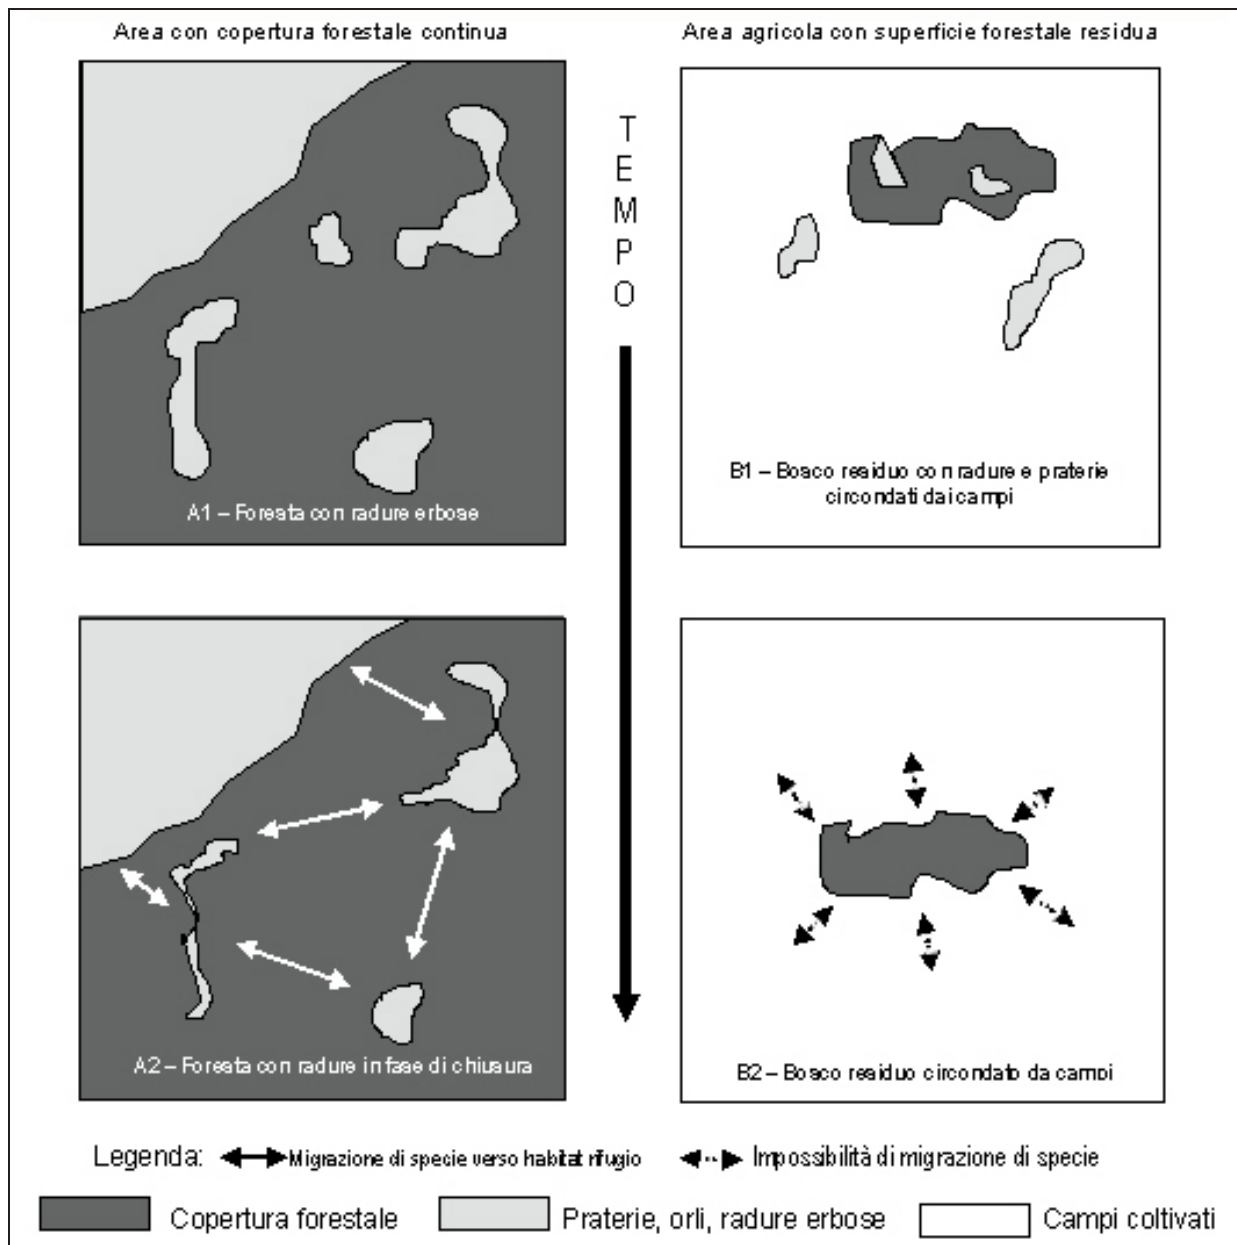 Area con copertura forestale continua
Area agricola con superficie forestale residua
TEMPO
A1 – Foresta con radure erbose
B1 – Bosco residuo con radure e praterie
circondati dai campi
A2 – Foresta con radure in fase di chiusura
B2 – Bosco residuo circondato da campi
Legenda:
Migrazione di specie verso habitat rifugio
Impossibilità di migrazione di specie
Copertura forestale
Praterie, orli, radure erbose
Campi coltivati